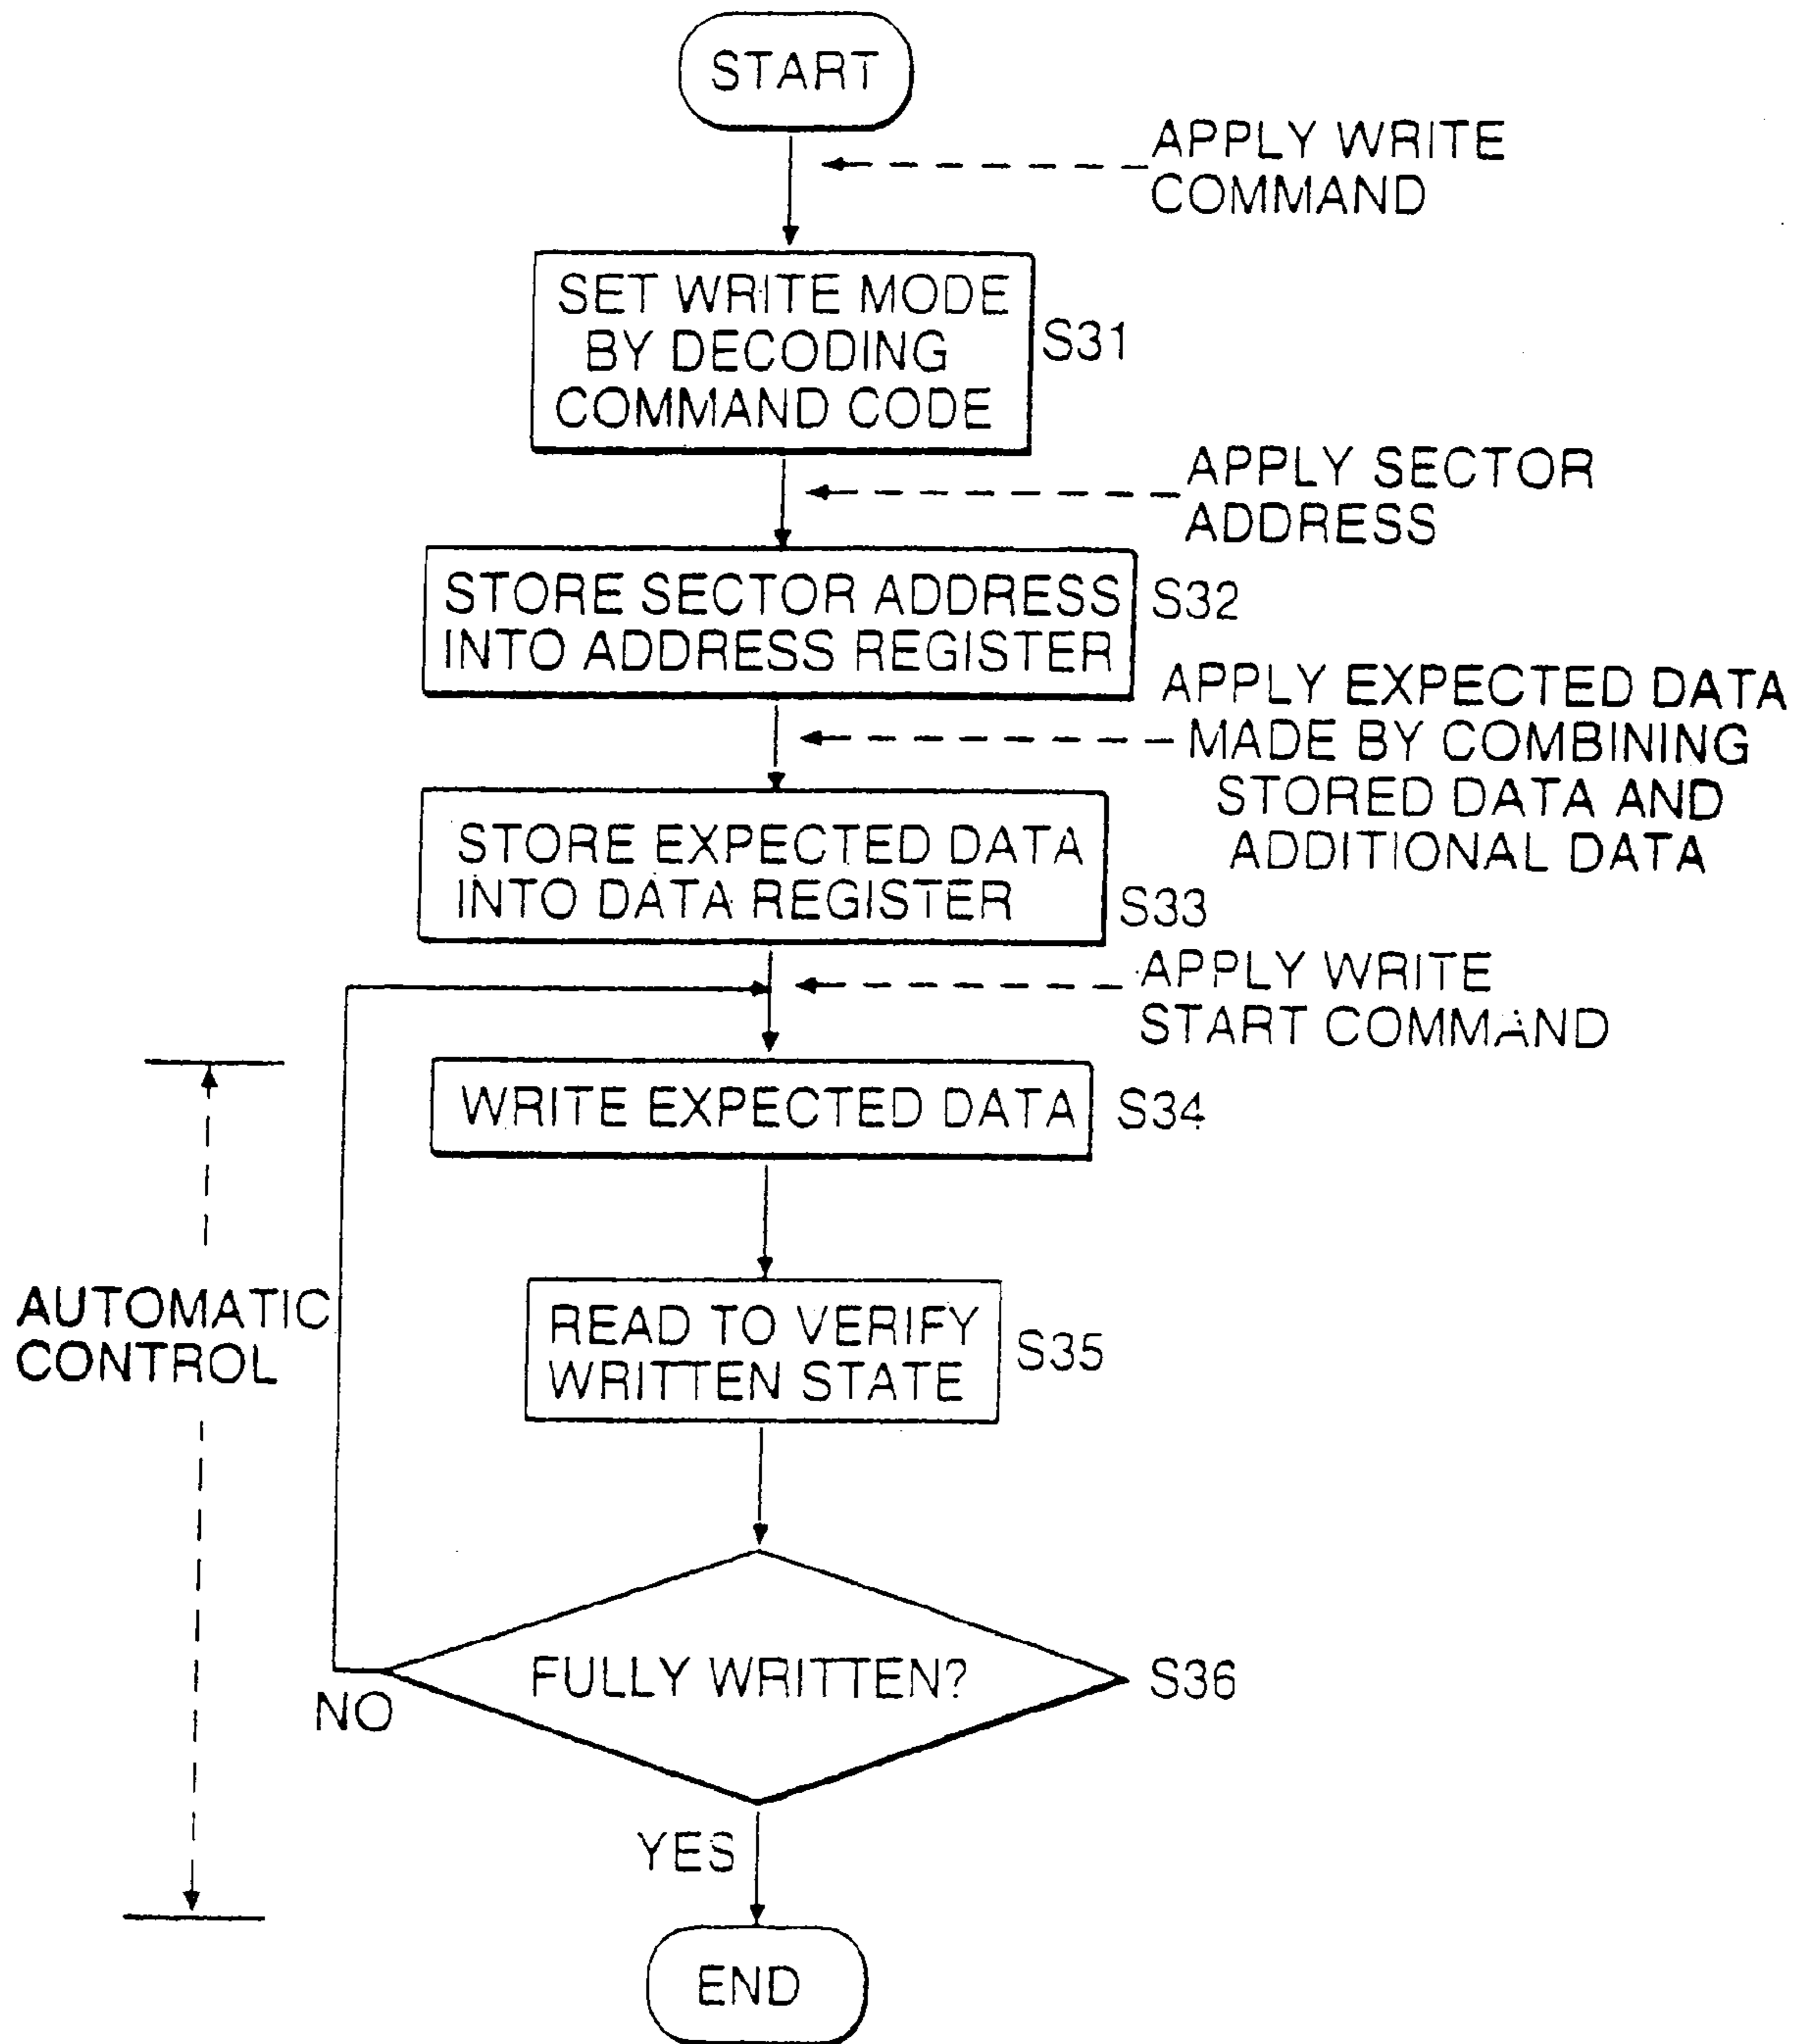 START
APPLY WRITE
COMMAND
SET WRITE MODE
BY DECODING
COMMAND CODE
S31
APPLY SECTOR
ADDRESS
STORE SECTOR ADDRESS
INTO ADDRESS REGISTER
S32
APPLY EXPECTED DATA
MADE BY COMBINING
STORED DATA AND
ADDITIONAL DATA
STORE EXPECTED DATA
INTO DATA REGISTER
S33
APPLY WRITE
START COMMAND
WRITE EXPECTED DATA
S34
AUTOMATIC
CONTROL
READ TO VERIFY
WRITTEN STATE
S35
FULLY WRITTEN?
S36
NO
YES
END